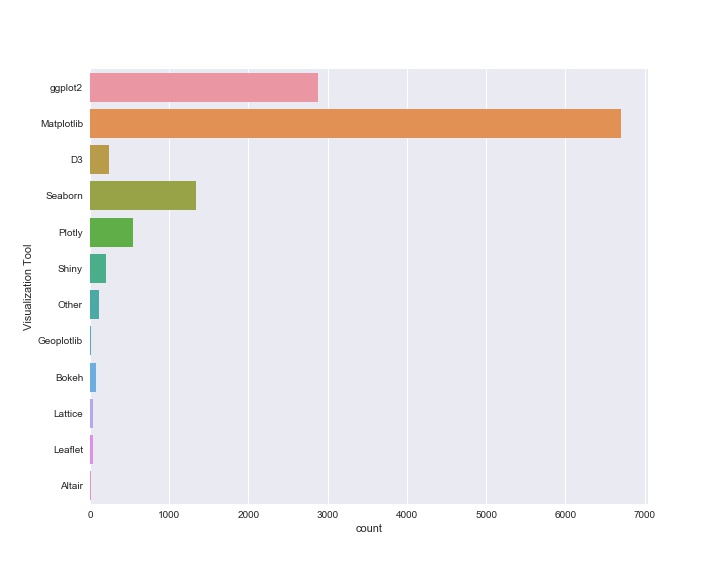 ggplot2
Matplotlib
D3
Seaborn
Plotly
Shiny
Other
Geoplotlib
Bokeh
Lattice
Leaflet
Altair
Visualization Tool
0 1000 2000 3000 4000 5000 6000 7000
count